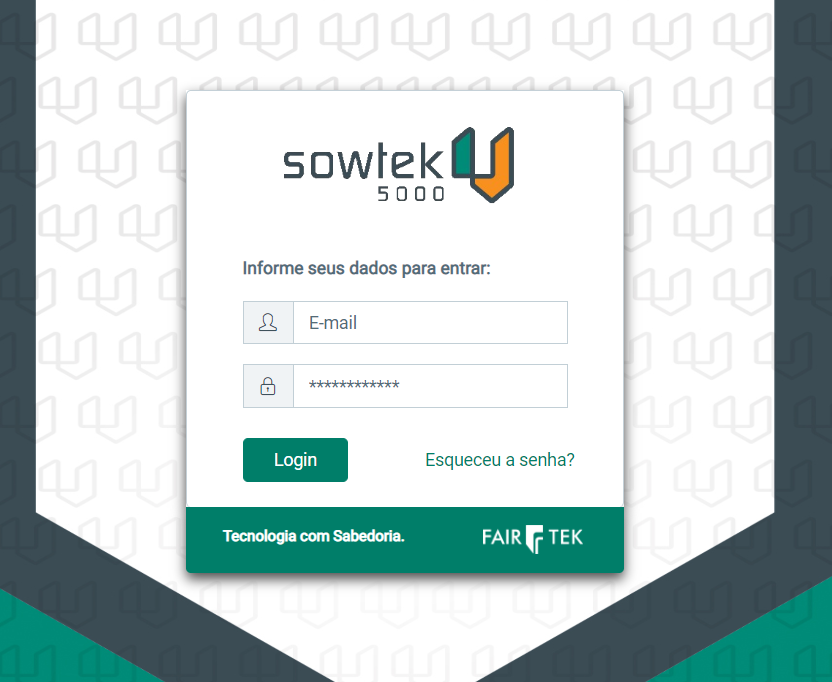 sowtek
5000
Informe seus dados para entrar:
E-mail
************
Login
Esqueceu a senha?
Tecnologia com Sabedoria.
FAIR TEK